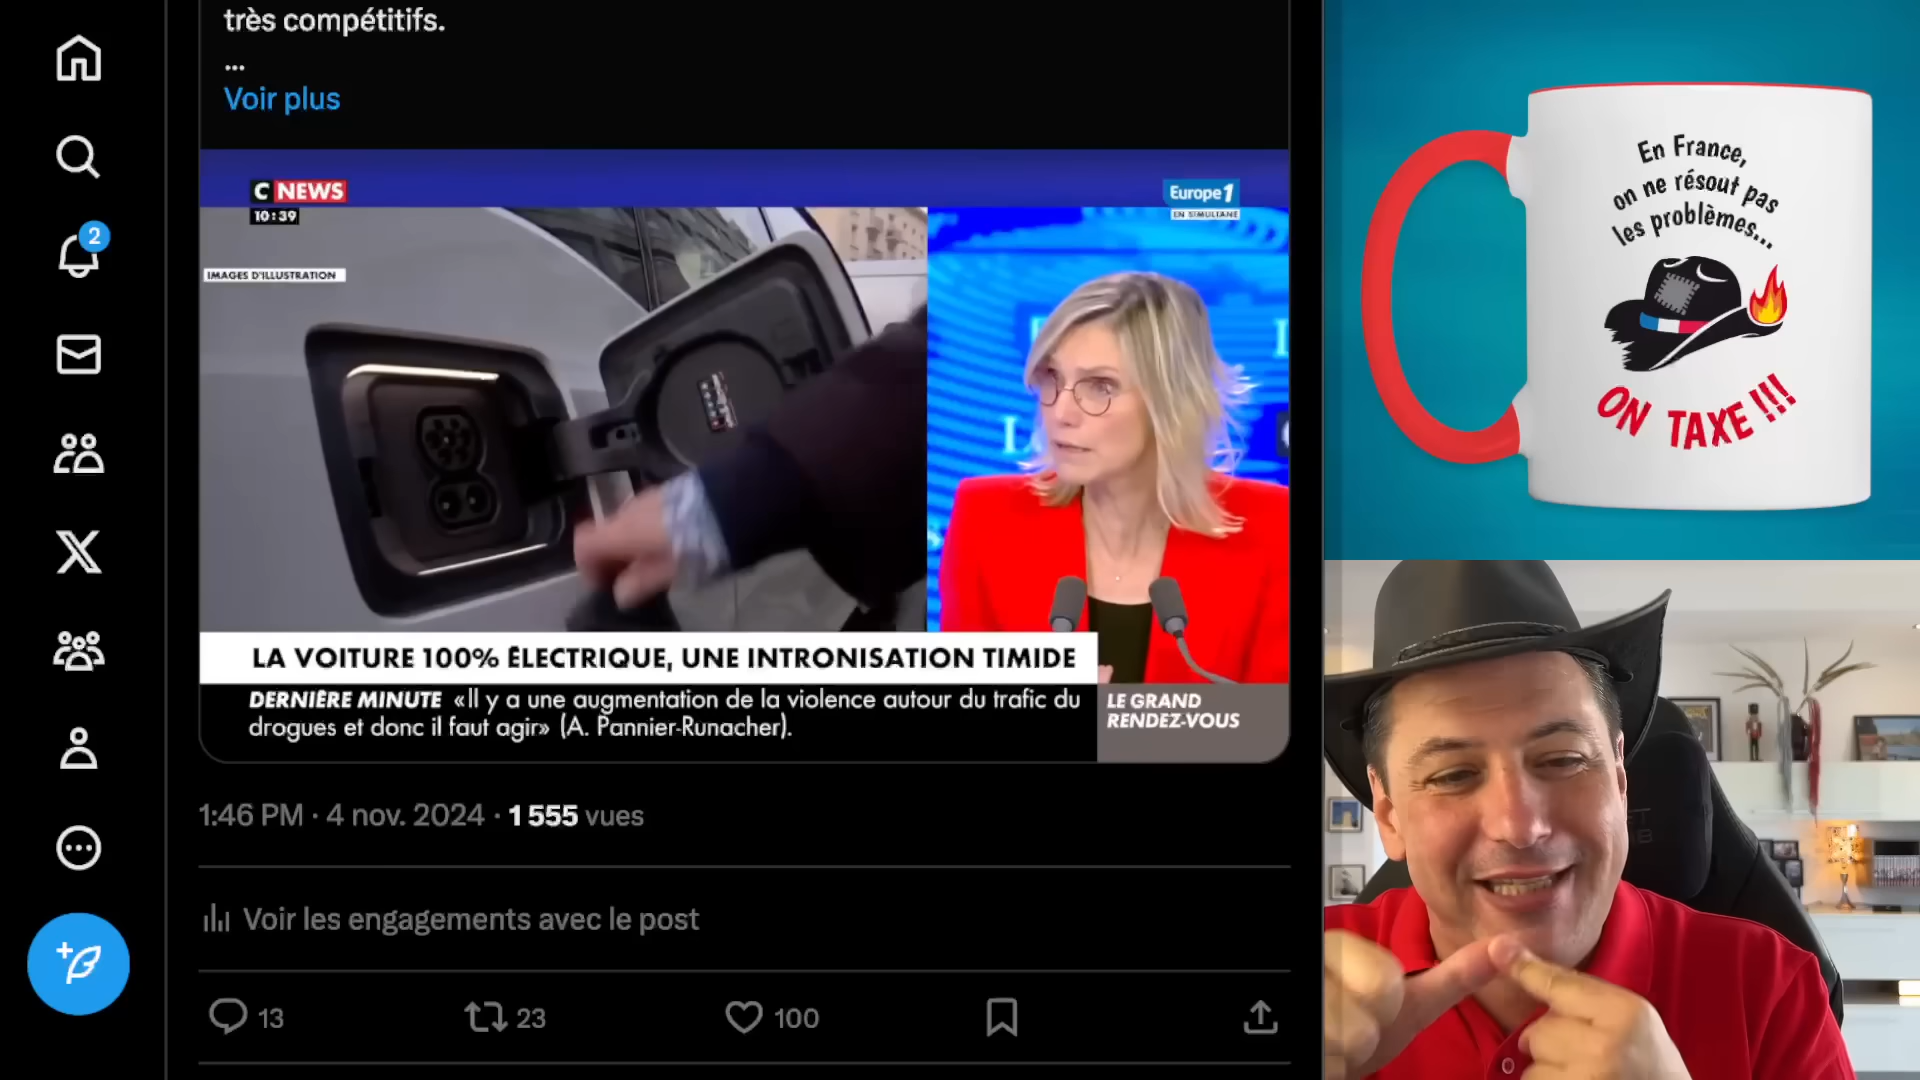 très compétitifs.
...
Voir plus
C NEWS
10:39
Europe 1
EN SIMULTANÉ
IMAGES D'ILLUSTRATION
LA VOITURE 100% ÉLECTRIQUE, UNE INTRONISATION TIMIDE
DERNIÈRE MINUTE «Il y a une augmentation de la violence autour du trafic du
drogues et donc il faut agir» (A. Pannier-Runacher).
LE GRAND
RENDEZ-VOUS
1:46 PM · 4 nov. 2024 · 1 555 vues
Voir les engagements avec le post
13
23
100
2
En France,
on ne résout pas
les problèmes...
ON TAXE !!!